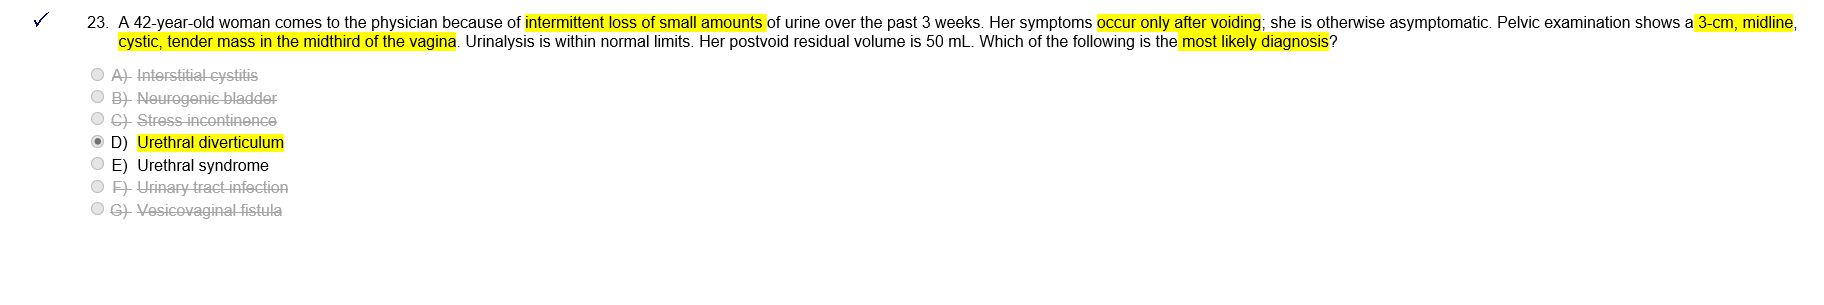 23. A 42-year-old woman comes to the physician because of intermittent loss of small amounts of urine over the past 3 weeks. Her symptoms occur only after voiding; she is otherwise asymptomatic. Pelvic examination shows a 3-cm, midline,
cystic, tender mass in the midthird of the vagina. Urinalysis is within normal limits. Her postvoid residual volume is 50 mL. Which of the following is the most likely diagnosis?
A) Interstitial cystitis
B) Neurogenic bladder
C) Stress incontinence
D) Urethral diverticulum
E) Urethral syndrome
F) Urinary tract infection
G) Vesicovaginal fistula